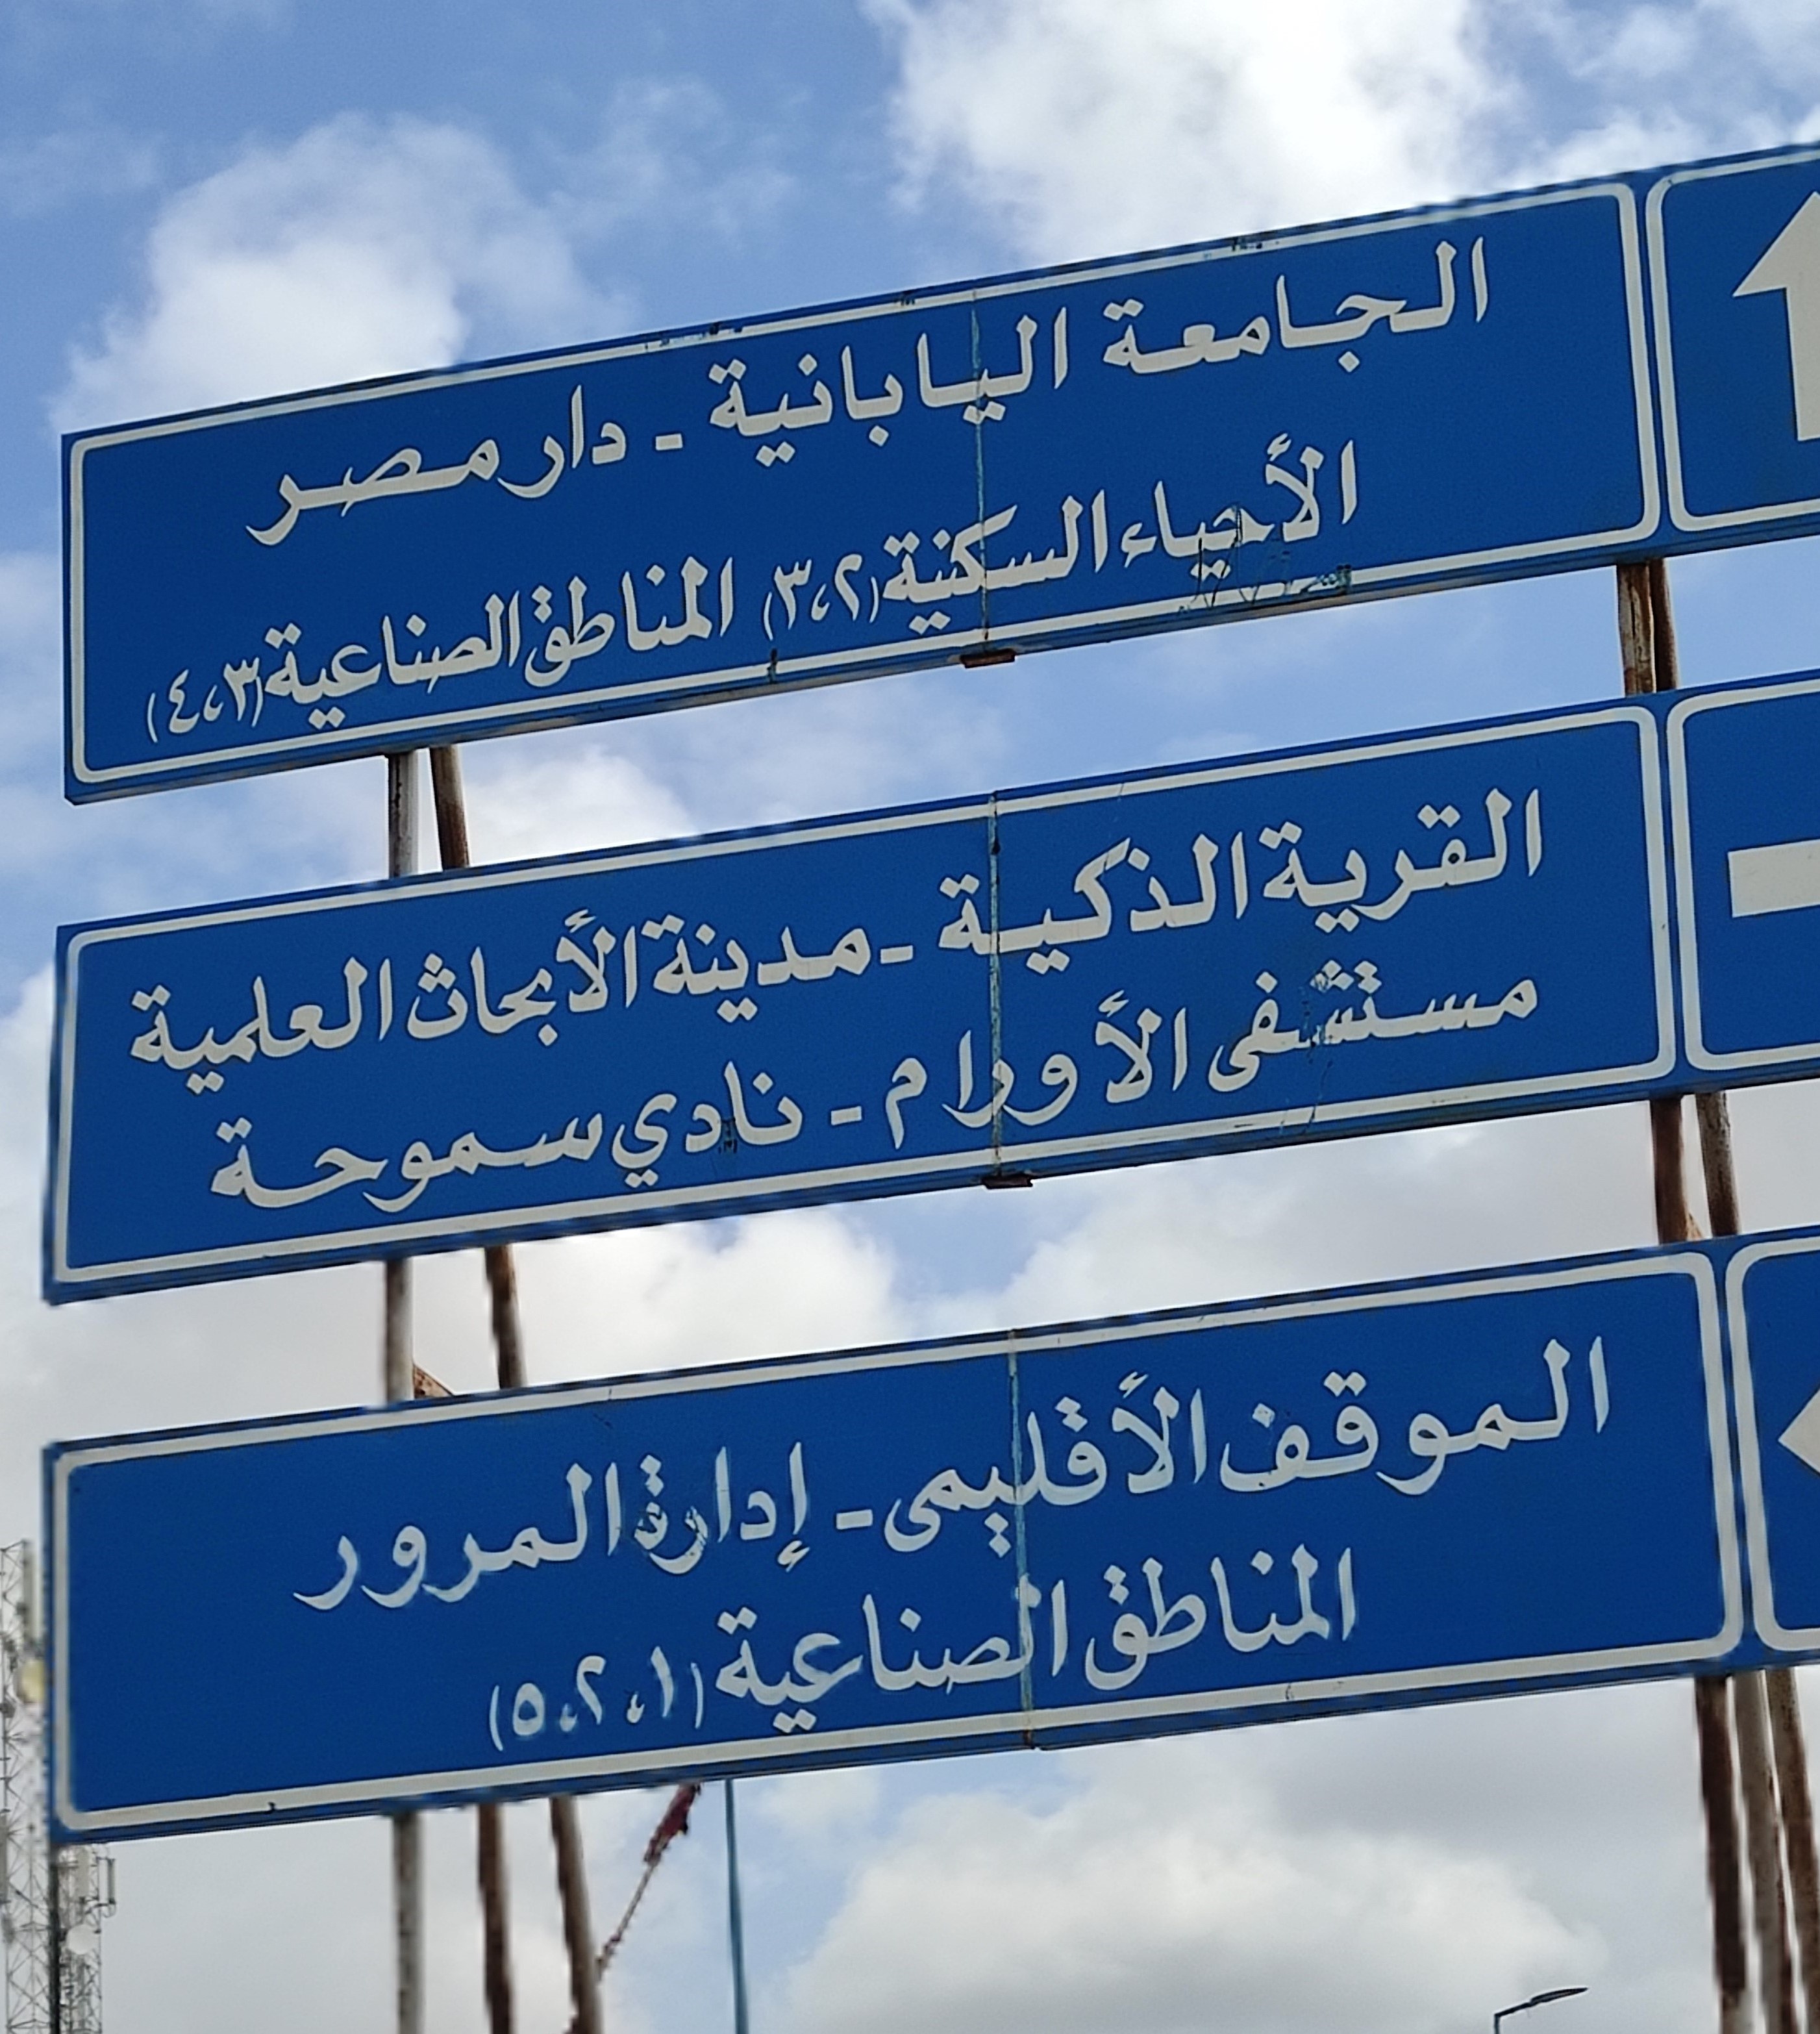 الجامعة اليابانية - دار مصر
الأحياء السكنية (٢،٣) المناطق الصناعية (٣،٤)
القرية الذكية - مدينة الأبحاث العلمية
مستشفى الأورام - نادي سموحة
الموقف الأقليمى - إدارة المرور
المناطق الصناعية (١،٢،٥)